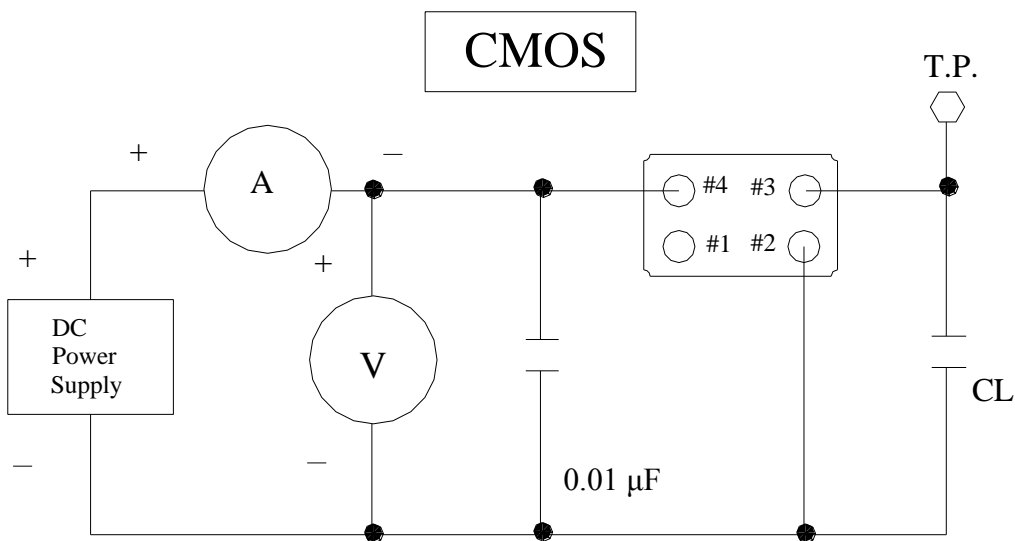 CMOS
T.P.
+
–
A
#4 #3
#1 #2
+
+
DC
Power
Supply
V
CL
–
–
0.01 μF